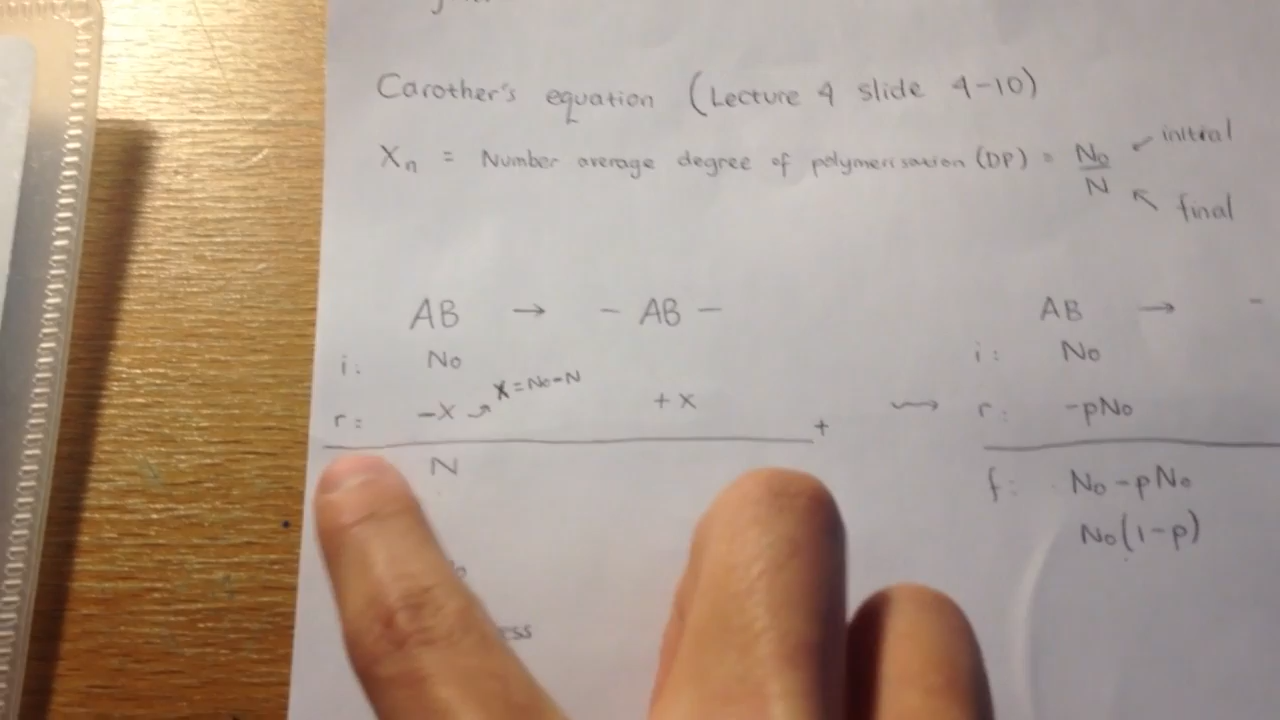 Carother's equation (Lecture 4 slide 4-10)
Xn = Number average degree of polymerisation (DP) = No/N initial final
AB → - AB -
i: No
r: -x x = No-N +x +
N
AB → -
i: No
r: -pNo
f: No-pNo
No(1-p)